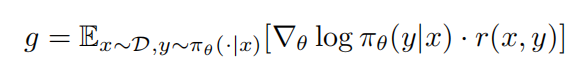 g = 𝔼_{x∼𝒟,y∼π_θ(·|x)}[∇_θ log π_θ(y|x) · r(x, y)]